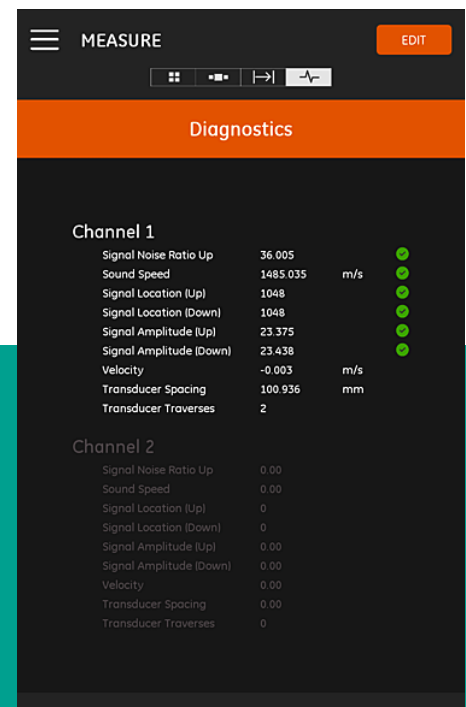 MEASURE
EDIT
Diagnostics
Channel 1
Signal Noise Ratio Up 36.005
Sound Speed 1485.035 m/s
Signal Location (Up) 1048
Signal Location (Down) 1048
Signal Amplitude (Up) 23.375
Signal Amplitude (Down) 23.438
Velocity -0.003 m/s
Transducer Spacing 100.936 mm
Transducer Traverses 2
Channel 2
Signal Noise Ratio Up 0.00
Sound Speed 0.00
Signal Location (Up) 0
Signal Location (Down) 0
Signal Amplitude (Up) 0.00
Signal Amplitude (Down) 0.00
Velocity 0.00
Transducer Spacing 0.00
Transducer Traverses 0